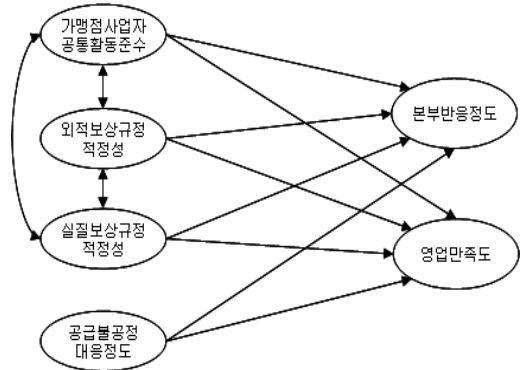 가맹점사업자
공통활동준수
외적보상규정
적정성
실질보상규정
적정성
공급불공정
대응정도
본부반응정도
영업만족도